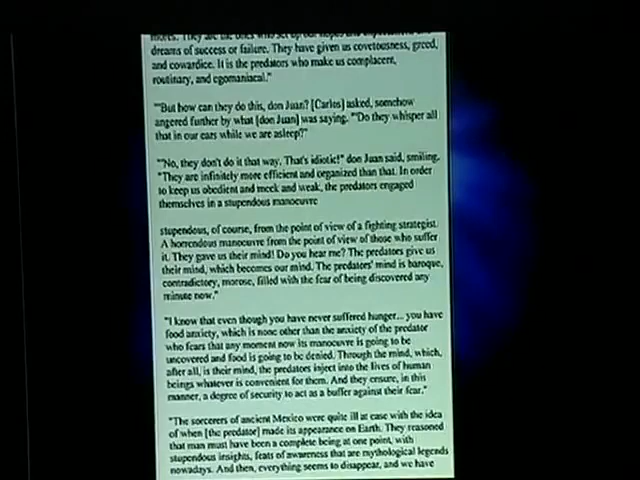 mores. They are the ones who set up our hopes and expectations and
dreams of success or failure. They have given us covetousness, greed,
and cowardice. It is the predators who make us complacent,
routinary, and egomaniacal."
"'But how can they do this, don Juan? [Carlos] asked, somehow
angered further by what [don Juan] was saying. "'Do they whisper all
that in our ears while we are asleep?"
"'No, they don't do it that way. That's idiotic!" don Juan said, smiling.
"They are infinitely more efficient and organized than that. In order
to keep us obedient and meek and weak, the predators engaged
themselves in a stupendous manoeuvre
stupendous, of course, from the point of view of a fighting strategist.
A horrendous manoeuvre from the point of view of those who suffer
it. They gave us their mind! Do you hear me? The predators give us
their mind, which becomes our mind. The predators' mind is baroque,
contradictory, morose, filled with the fear of being discovered any
minute now."
"I know that even though you have never suffered hunger... you have
food anxiety, which is none other than the anxiety of the predator
who fears that any moment now its manoeuvre is going to be
uncovered and food is going to be denied. Through the mind, which,
after all, is their mind, the predators inject into the lives of human
beings whatever is convenient for them. And they ensure, in this
manner, a degree of security to act as a buffer against their fear."
"The sorcerers of ancient Mexico were quite ill at ease with the idea
of when [the predator] made its appearance on Earth. They reasoned
that man must have been a complete being at one point, with
stupendous insights, feats of awareness that are mythological legends
nowadays. And then, everything seems to disappear, and we have